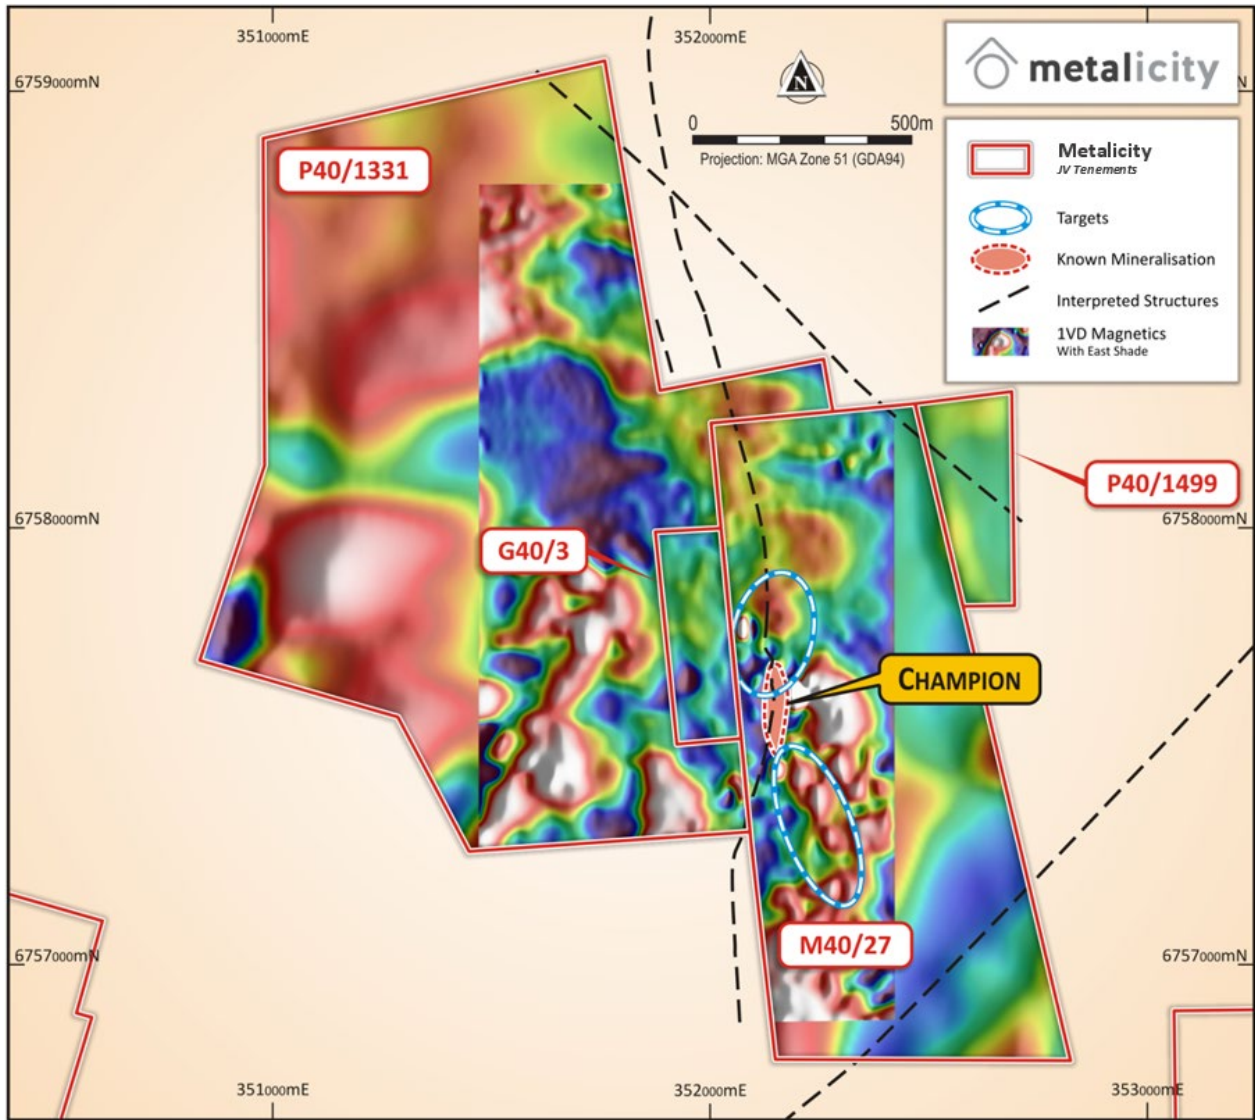 351000mE
352000mE
6759000mN
N
metalicity
N
0
500m
Projection: MGA Zone 51 (GDA94)
Metalicity
JV Tenements
Targets
Known Mineralisation
Interpreted Structures
1VD Magnetics
With East Shade
P40/1331
P40/1499
6758000mN
6758000mN
G40/3
CHAMPION
M40/27
6757000mN
6757000mN
351000mE
352000mE
353000mE